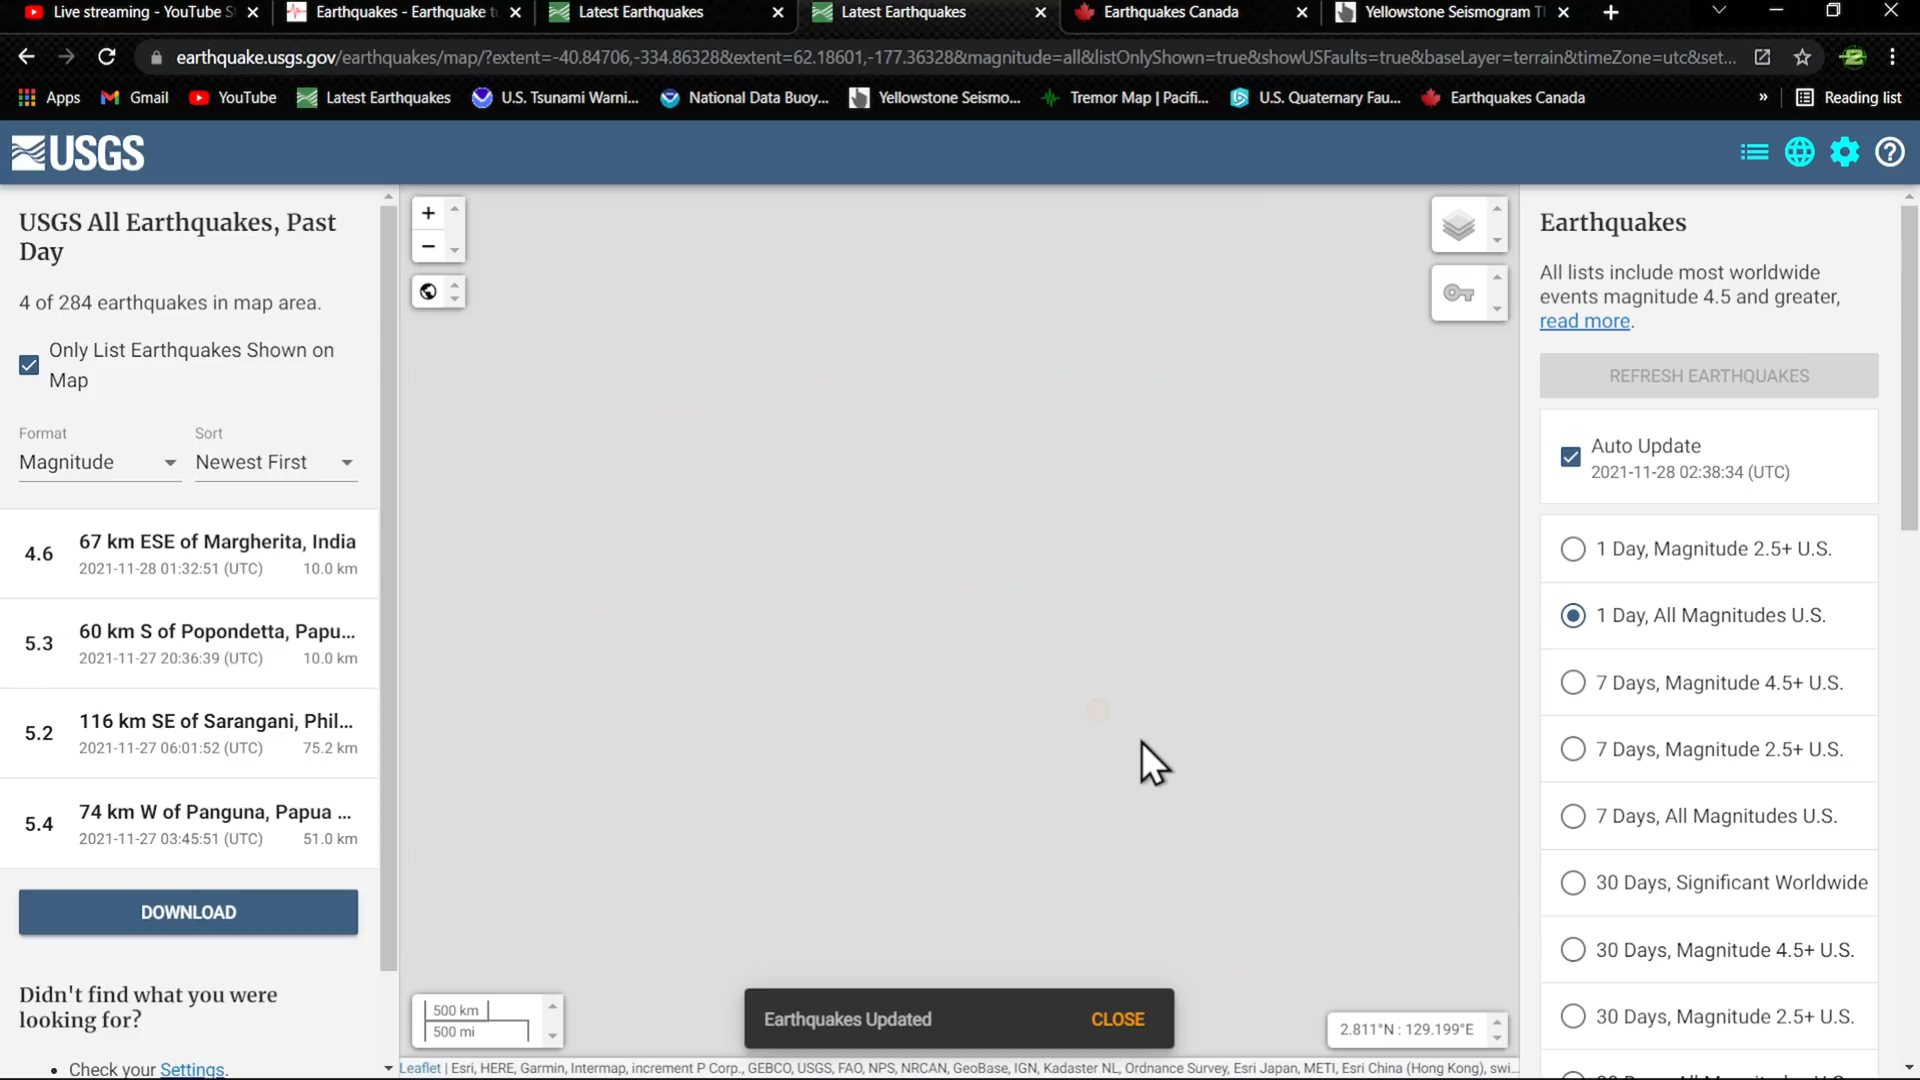 Live streaming - YouTube S
Earthquakes - Earthquake t
Latest Earthquakes
Latest Earthquakes
Earthquakes Canada
Yellowstone Seismogram T
earthquake.usgs.gov/earthquakes/map/?extent=-40.84706,-334.86328&extent=62.18601,-177.36328&magnitude=all&listOnlyShown=true&showUSFaults=true&baseLayer=terrain&timeZone=utc&set...
Apps
Gmail
YouTube
Latest Earthquakes
U.S. Tsunami Warni...
National Data Buoy...
Yellowstone Seismo...
Tremor Map | Pacifi...
U.S. Quaternary Fau...
Earthquakes Canada
»
Reading list
USGS
USGS All Earthquakes, Past
Day
4 of 284 earthquakes in map area.
Only List Earthquakes Shown on
Map
Format
Sort
Magnitude
Newest First
4.6
67 km ESE of Margherita, India
2021-11-28 01:32:51 (UTC) 10.0 km
5.3
60 km S of Popondetta, Papu...
2021-11-27 20:36:39 (UTC) 10.0 km
5.2
116 km SE of Sarangani, Phil...
2021-11-27 06:01:52 (UTC) 75.2 km
5.4
74 km W of Panguna, Papua ...
2021-11-27 03:45:51 (UTC) 51.0 km
DOWNLOAD
Didn't find what you were
looking for?
• Check your Settings.
+
−
500 km
500 mi
Earthquakes Updated CLOSE
2.811°N : 129.199°E
Leaflet | Esri, HERE, Garmin, Intermap, increment P Corp., GEBCO, USGS, FAO, NPS, NRCAN, GeoBase, IGN, Kadaster NL, Ordnance Survey, Esri Japan, METI, Esri China (Hong Kong), swi...
Earthquakes
All lists include most worldwide
events magnitude 4.5 and greater,
read more.
REFRESH EARTHQUAKES
Auto Update
2021-11-28 02:38:34 (UTC)
1 Day, Magnitude 2.5+ U.S.
1 Day, All Magnitudes U.S.
7 Days, Magnitude 4.5+ U.S.
7 Days, Magnitude 2.5+ U.S.
7 Days, All Magnitudes U.S.
30 Days, Significant Worldwide
30 Days, Magnitude 4.5+ U.S.
30 Days, Magnitude 2.5+ U.S.